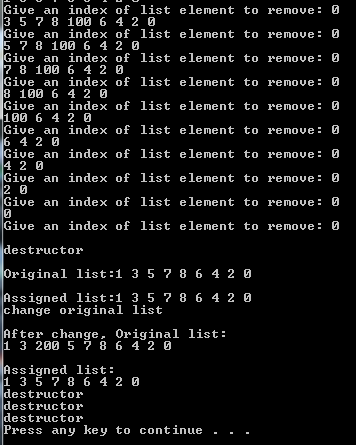 Give an index of list element to remove: 0
3 5 7 8 100 6 4 2 0
Give an index of list element to remove: 0
5 7 8 100 6 4 2 0
Give an index of list element to remove: 0
7 8 100 6 4 2 0
Give an index of list element to remove: 0
8 100 6 4 2 0
Give an index of list element to remove: 0
100 6 4 2 0
Give an index of list element to remove: 0
6 4 2 0
Give an index of list element to remove: 0
4 2 0
Give an index of list element to remove: 0
2 0
Give an index of list element to remove: 0
0
Give an index of list element to remove: 0
destructor
Original list:1 3 5 7 8 6 4 2 0
Assigned list:1 3 5 7 8 6 4 2 0
change original list
After change, Original list:
1 3 200 5 7 8 6 4 2 0
Assigned list:
1 3 5 7 8 6 4 2 0
destructor
destructor
destructor
Press any key to continue . . .